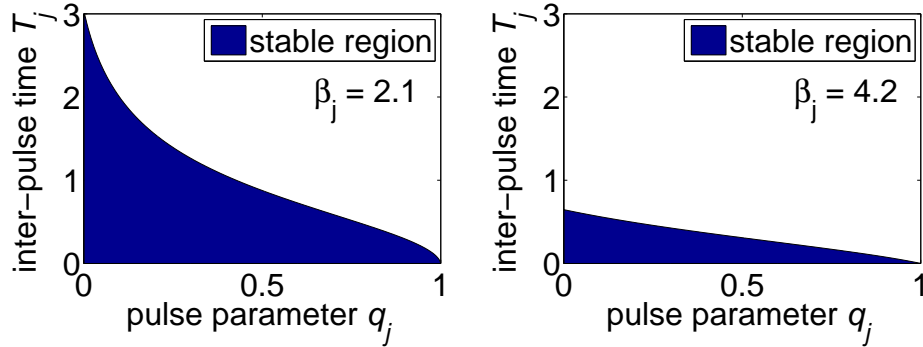 inter-pulse time T_j
3
2
1
0
stable region
β_j = 2.1
0
0.5
1
pulse parameter q_j
inter-pulse time T_j
3
2
1
0
stable region
β_j = 4.2
0
0.5
1
pulse parameter q_j